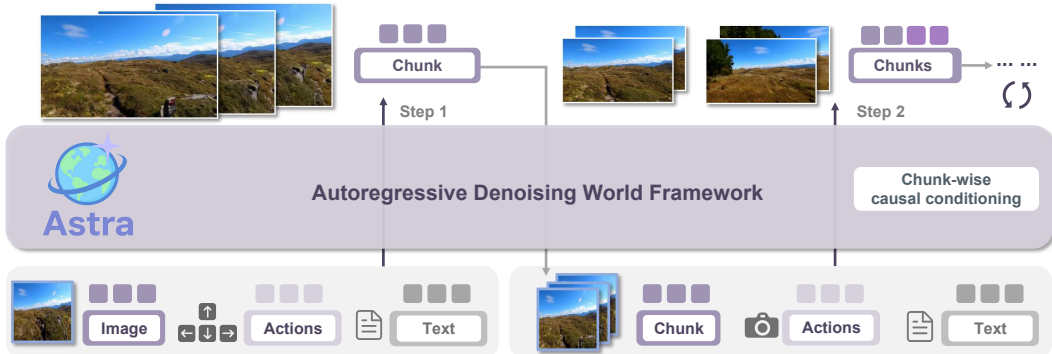 Chunk
Chunks
... ...
Step 1
Step 2
Astra
Autoregressive Denoising World Framework
Chunk-wise
causal conditioning
Image
Actions
Text
Chunk
Actions
Text